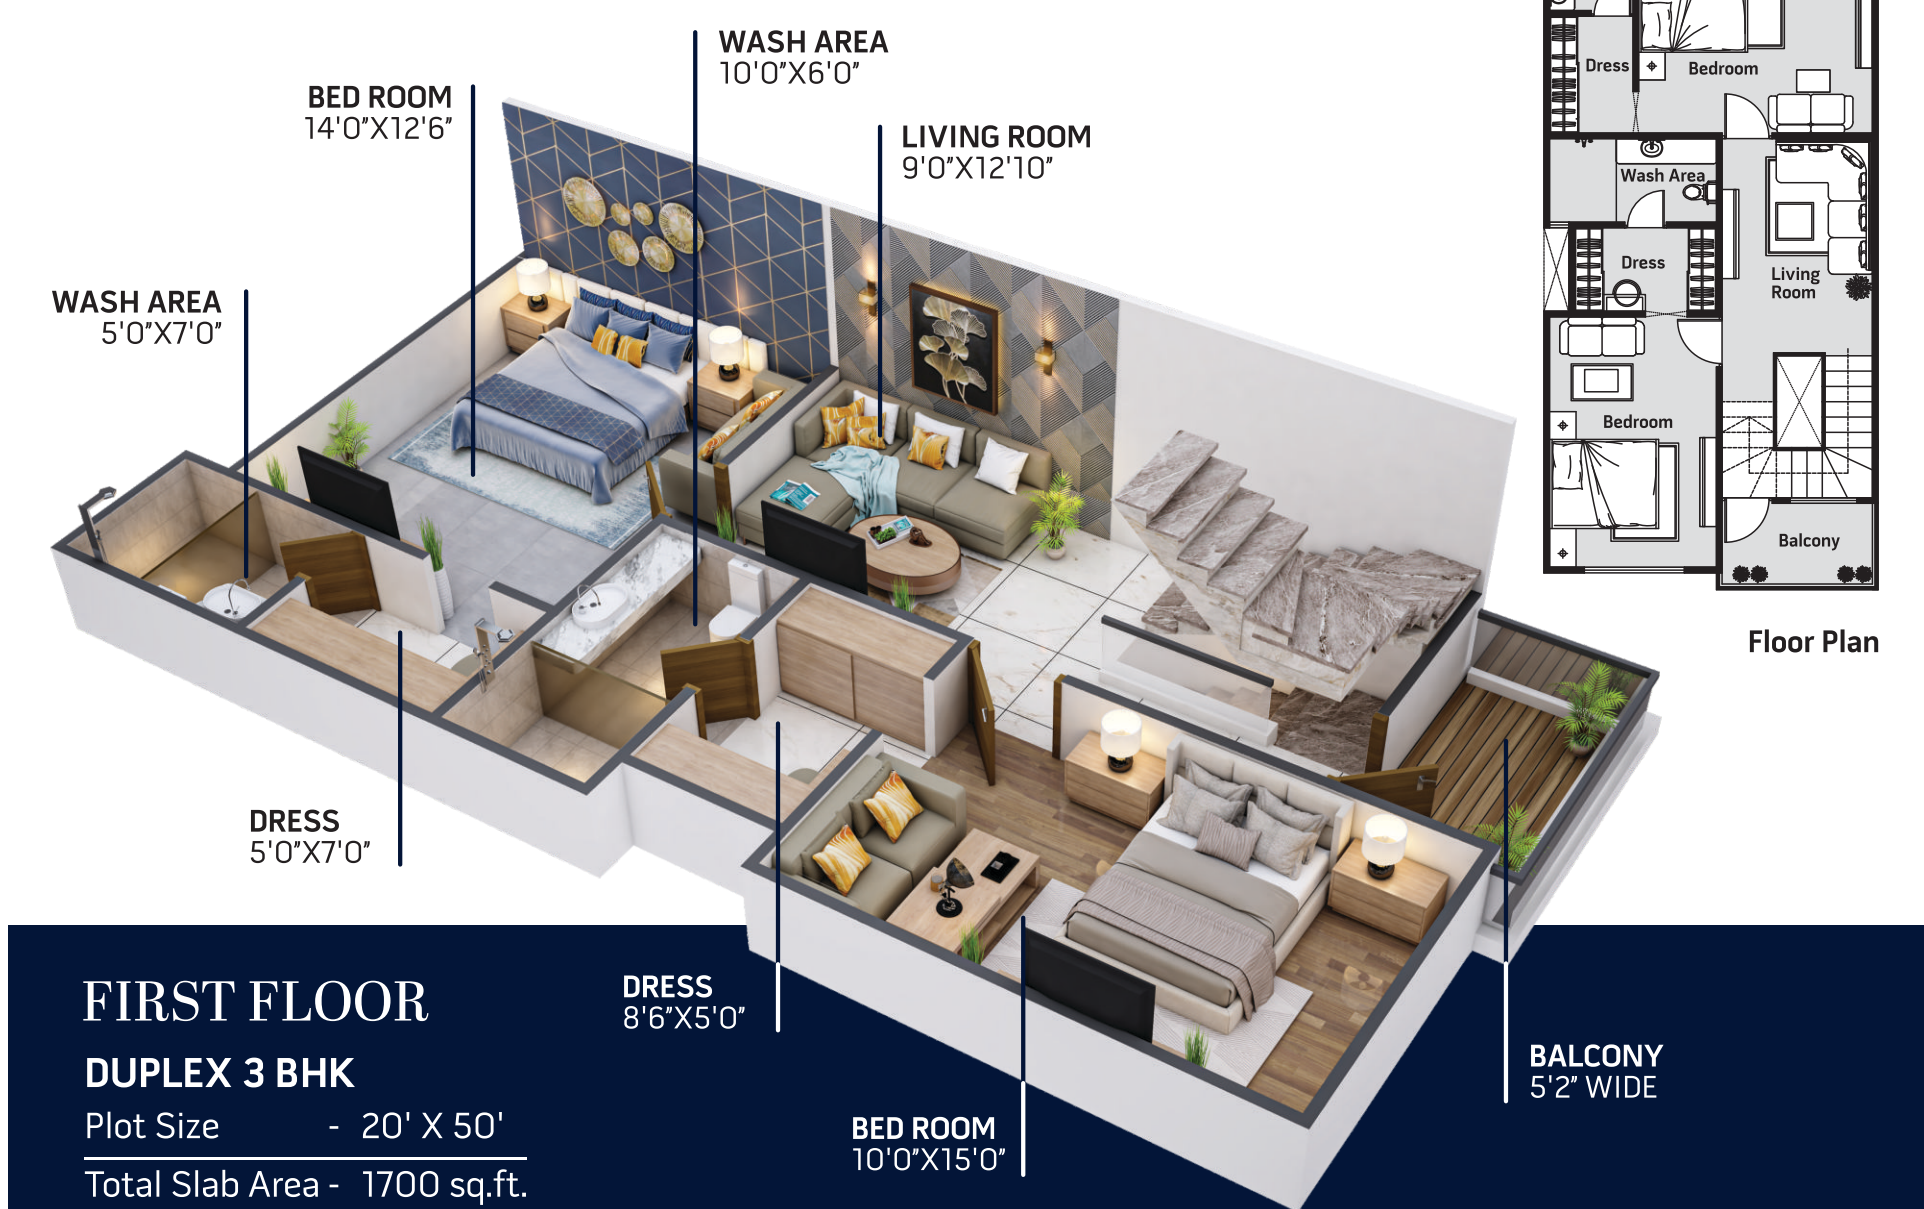 WASH AREA
10'0"X6'0"
BED ROOM
14'0"X12'6"
LIVING ROOM
9'0"X12'10"
WASH AREA
5'0"X7'0"
Dress
Bedroom
Wash Area
Dress
Living
Room
Bedroom
Balcony
Floor Plan
DRESS
5'0"X7'0"
DRESS
8'6"X5'0"
BED ROOM
10'0"X15'0"
BALCONY
5'2" WIDE
FIRST FLOOR
DUPLEX 3 BHK
Plot Size - 20' X 50'
Total Slab Area - 1700 sq.ft.